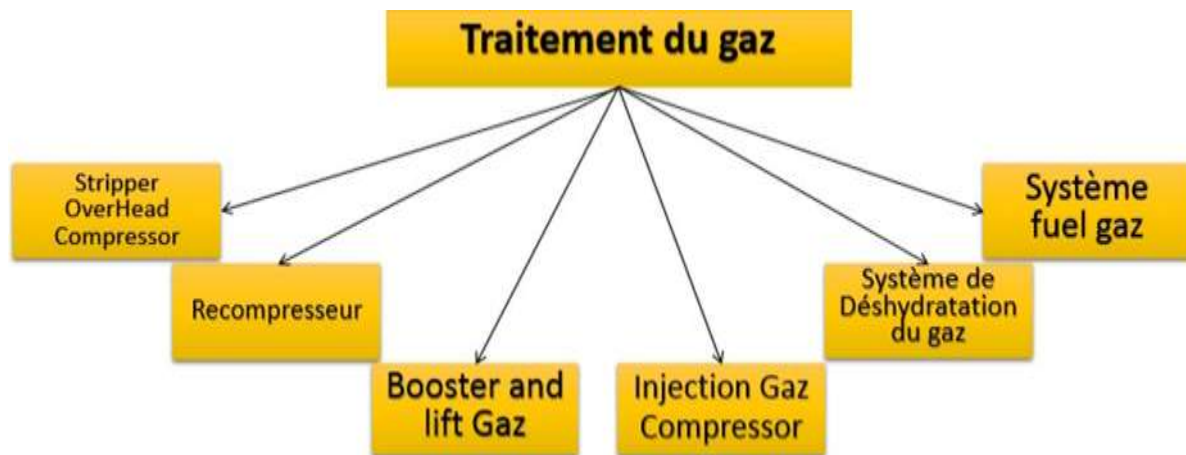 Traitement du gaz
Stripper
OverHead
Compressor
Recompresseur
Booster and
lift Gaz
Injection Gaz
Compressor
Système de
Déshydratation
du gaz
Système
fuel gaz